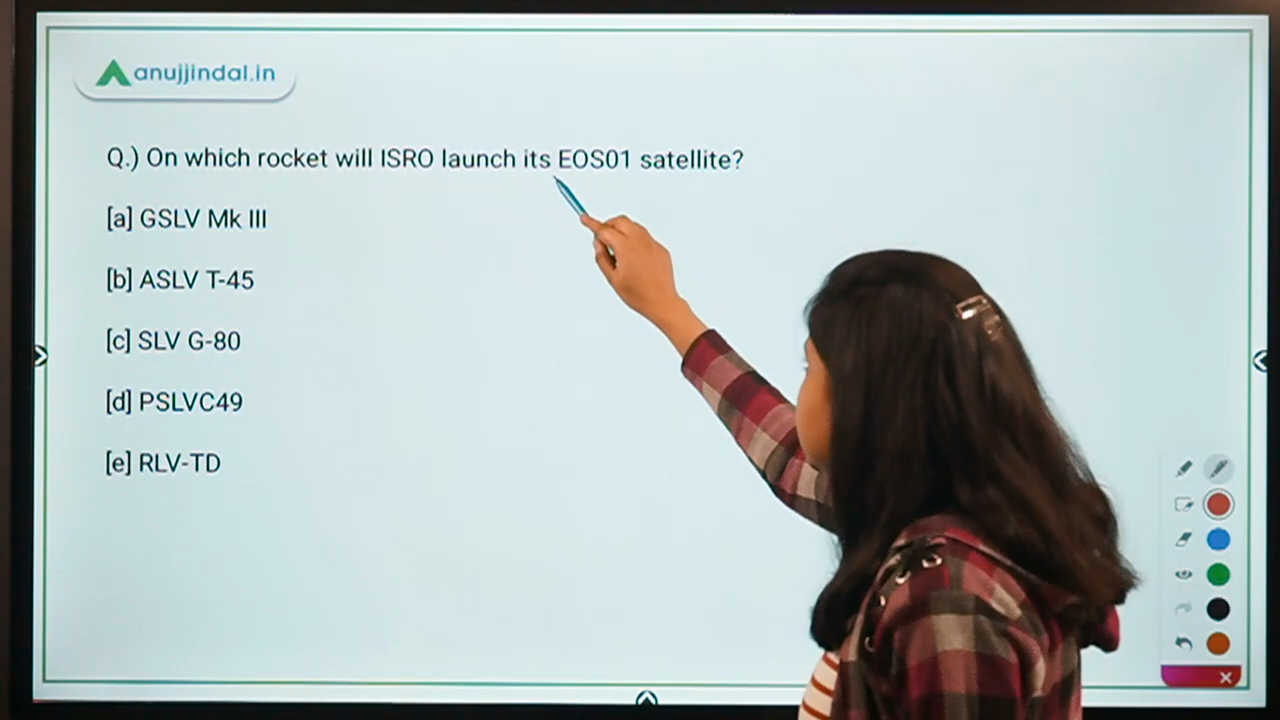 anujjindal.in
Q.) On which rocket will ISRO launch its EOS01 satellite?
[a] GSLV Mk III
[b] ASLV T-45
[c] SLV G-80
[d] PSLVC49
[e] RLV-TD